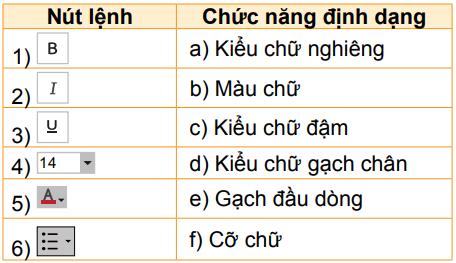 Nút lệnh Chức năng định dạng
1) B a) Kiểu chữ nghiêng
2) I b) Màu chữ
3) U c) Kiểu chữ đậm
4) 14 d) Kiểu chữ gạch chân
5) A e) Gạch đầu dòng
6) f) Cỡ chữ